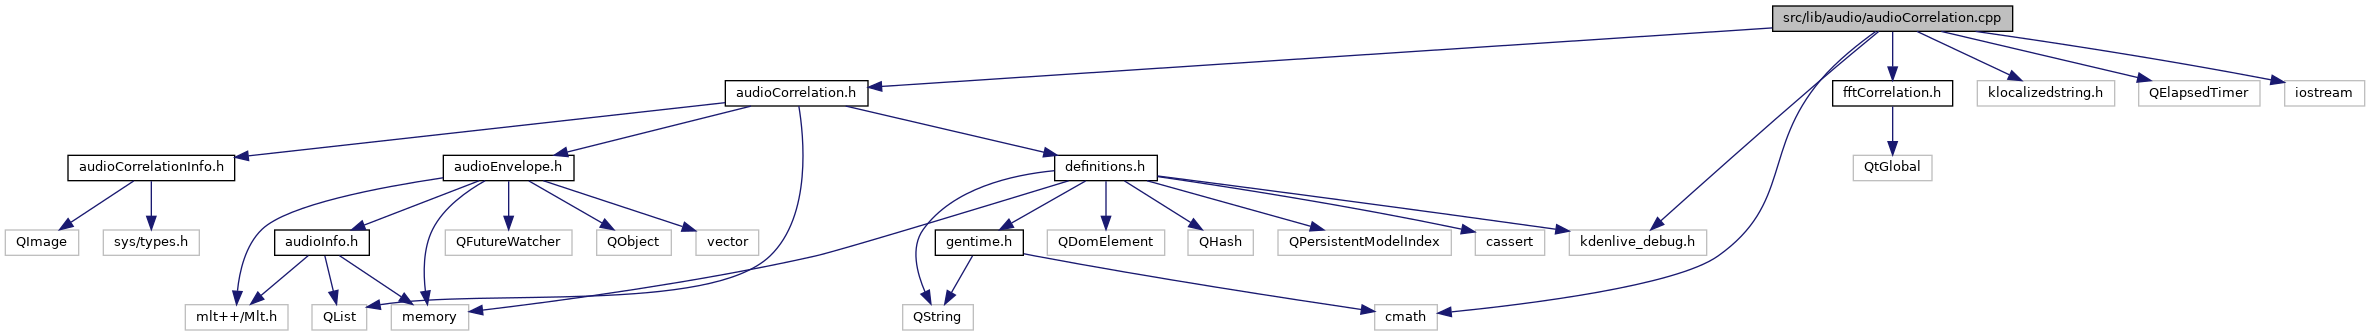 src/lib/audio/audioCorrelation.cpp
audioCorrelation.h
fftCorrelation.h
klocalizedstring.h
QElapsedTimer
iostream
audioCorrelationInfo.h
audioEnvelope.h
definitions.h
QtGlobal
QImage
sys/types.h
audioInfo.h
QFutureWatcher
QObject
vector
gentime.h
QDomElement
QHash
QPersistentModelIndex
cassert
kdenlive_debug.h
mlt++/Mlt.h
QList
memory
QString
cmath